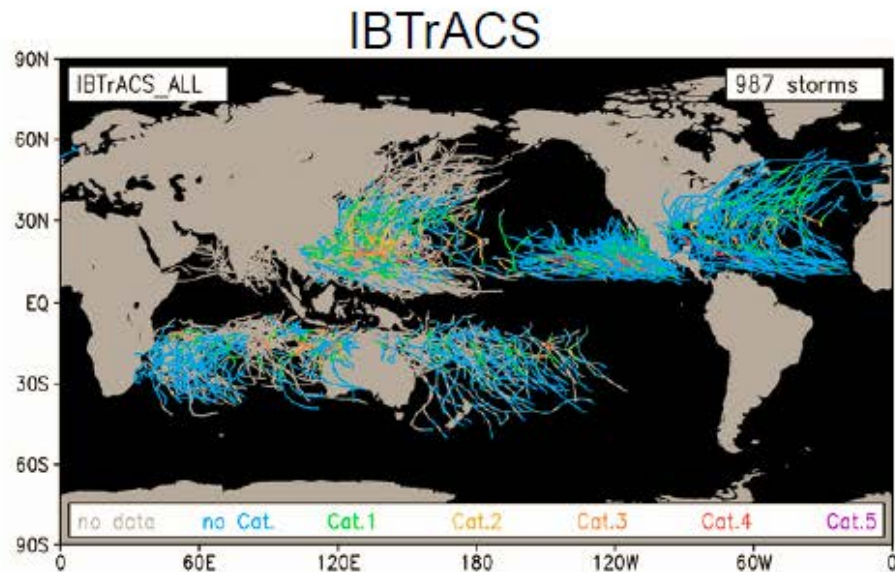 IBTrACS
90N
IBTrACS_ALL
987 storms
60N
30N
EQ
30S
60S
no data no Cat. Cat.1 Cat.2 Cat.3 Cat.4 Cat.5
90S
0 60E 120E 180 120W 60W 0